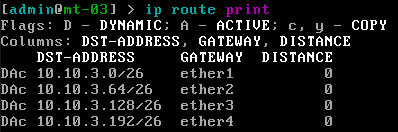 [admin@mt-03] > ip route print
Flags: D - DYNAMIC; A - ACTIVE; c, y - COPY
Columns: DST-ADDRESS, GATEWAY, DISTANCE
    DST-ADDRESS     GATEWAY  DISTANCE
DAc 10.10.3.0/26    ether1          0
DAc 10.10.3.64/26   ether2          0
DAc 10.10.3.128/26  ether3          0
DAc 10.10.3.192/26  ether4          0